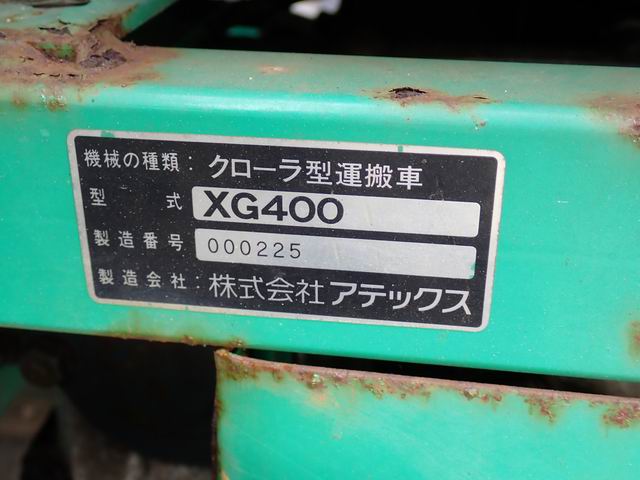 機械の種類：クローラ型運搬車
型式 XG400
製造番号 000225
製造会社：株式会社アテックス